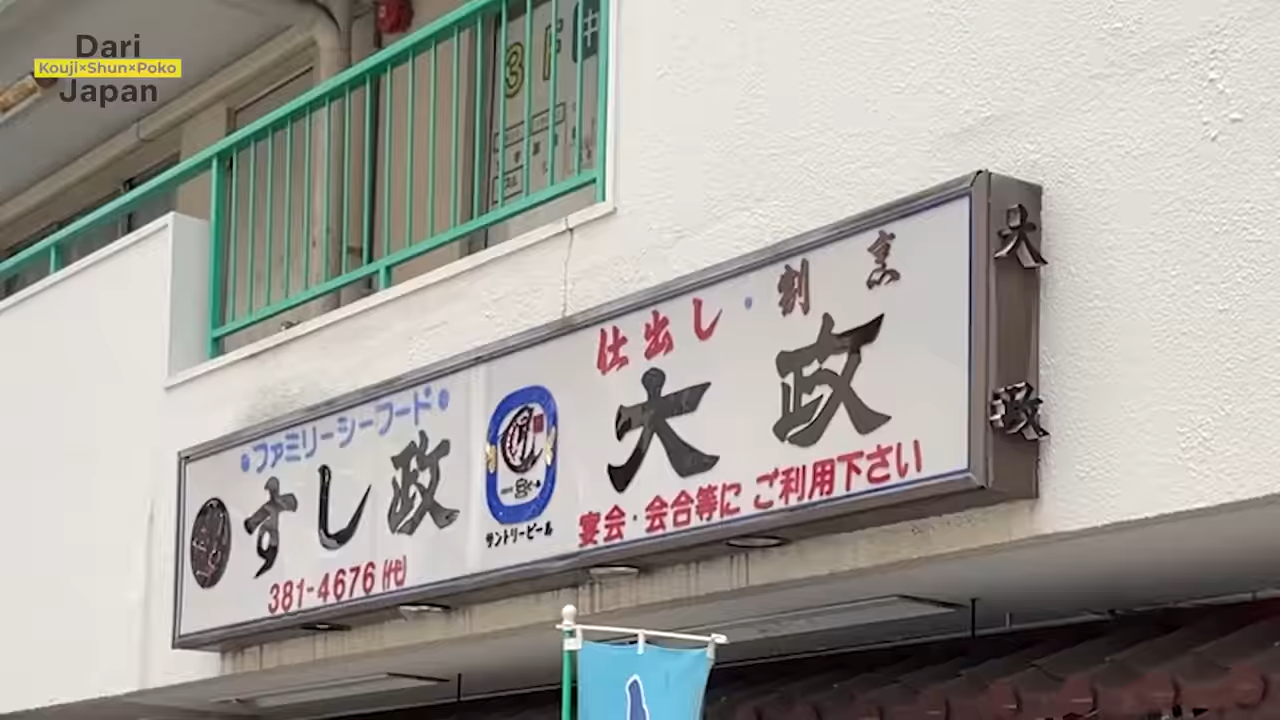 Dari
Kouji×Shun×Poko
Japan
ファミリーシーフード
すし政
381-4676㈹
サントリービール
仕出し・割烹
大政
宴会・会合等に ご利用下さい
大政